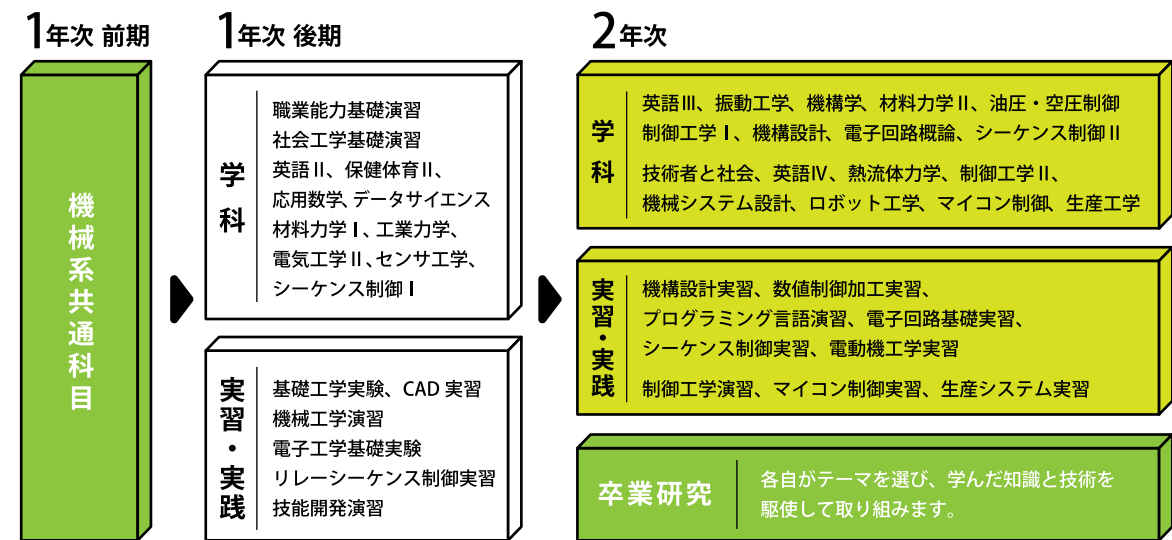 1年次 前期
機械系共通科目
1年次 後期
学科
職業能力基礎演習
社会工学基礎演習
英語Ⅱ、保健体育Ⅱ、
応用数学、データサイエンス
材料力学Ⅰ、工業力学、
電気工学Ⅱ、センサ工学、
シーケンス制御Ⅰ
実習・実践
基礎工学実験、CAD 実習
機械工学演習
電子工学基礎実験
リレーシーケンス制御実習
技能開発演習
2年次
学科
英語Ⅲ、振動工学、機構学、材料力学Ⅱ、油圧・空圧制御
制御工学Ⅰ、機構設計、電子回路概論、シーケンス制御Ⅱ
技術者と社会、英語Ⅳ、熱流体力学、制御工学Ⅱ、
機械システム設計、ロボット工学、マイコン制御、生産工学
実習・実践
機構設計実習、数値制御加工実習、
プログラミング言語演習、電子回路基礎実習、
シーケンス制御実習、電動機工学実習
制御工学演習、マイコン制御実習、生産システム実習
卒業研究
各自がテーマを選び、学んだ知識と技術を
駆使して取り組みます。